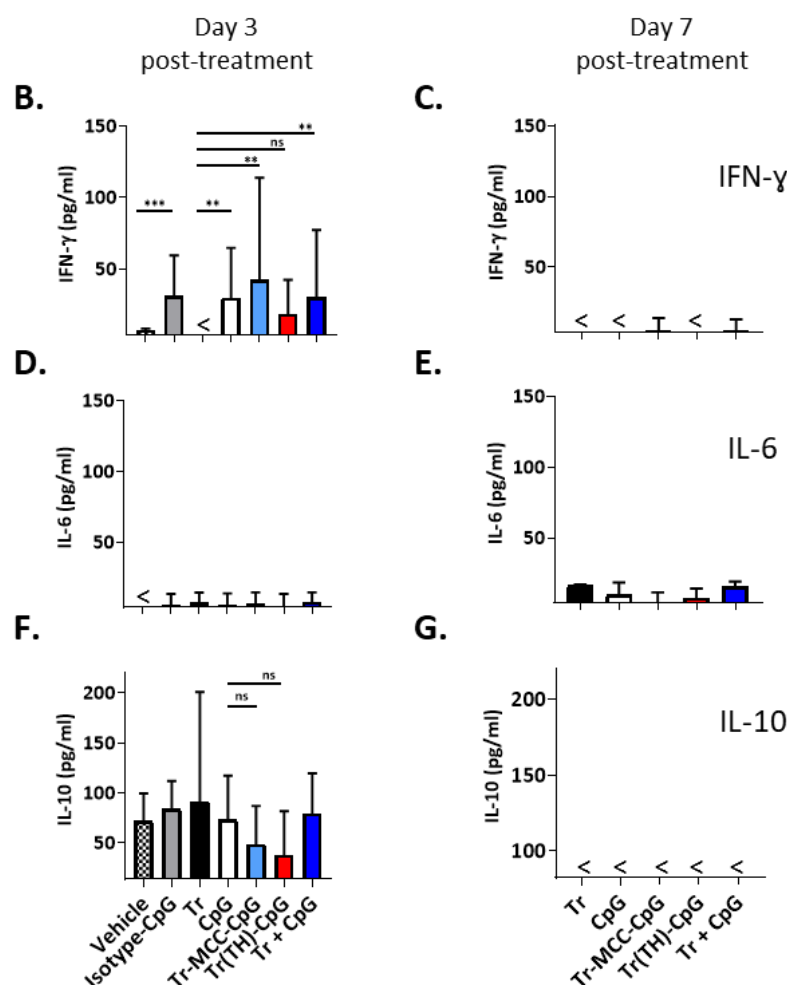 Day 3
post-treatment
Day 7
post-treatment
B.
150
100
50
IFN-γ (pg/ml)
***
**
**
ns
**
<
C.
150
100
50
IFN-γ (pg/ml)
IFN-ɣ
< < <
D.
150
100
50
IL-6 (pg/ml)
<
E.
150
100
50
IL-6 (pg/ml)
IL-6
F.
200
150
100
50
IL-10 (pg/ml)
ns
ns
Vehicle
Isotype-CpG
Tr
CpG
Tr-MCC-CpG
Tr(TH)-CpG
Tr + CpG
G.
200
150
100
IL-10 (pg/ml)
IL-10
< < < < <
Tr
CpG
Tr-MCC-CpG
Tr(TH)-CpG
Tr + CpG